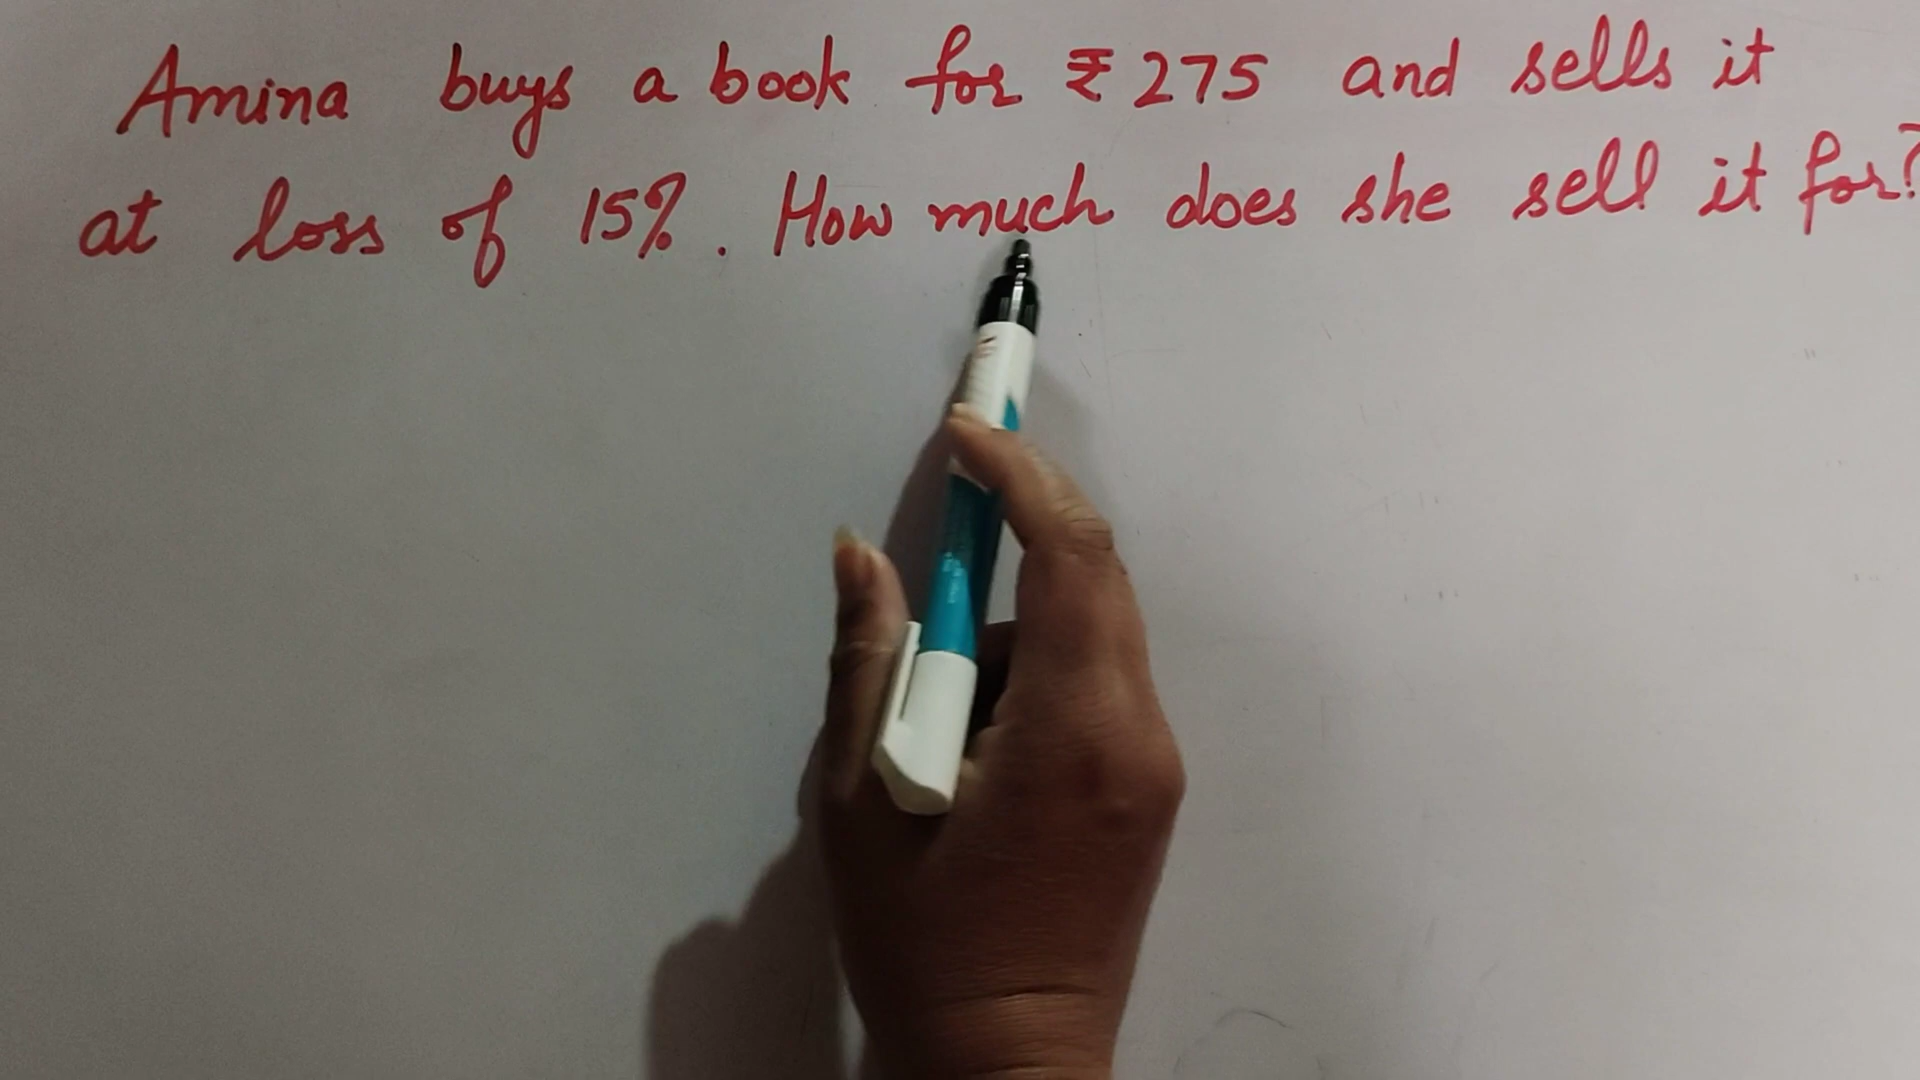 Amina buys a book for ₹ 275 and sells it
at loss of 15%. How much does she sell it for?